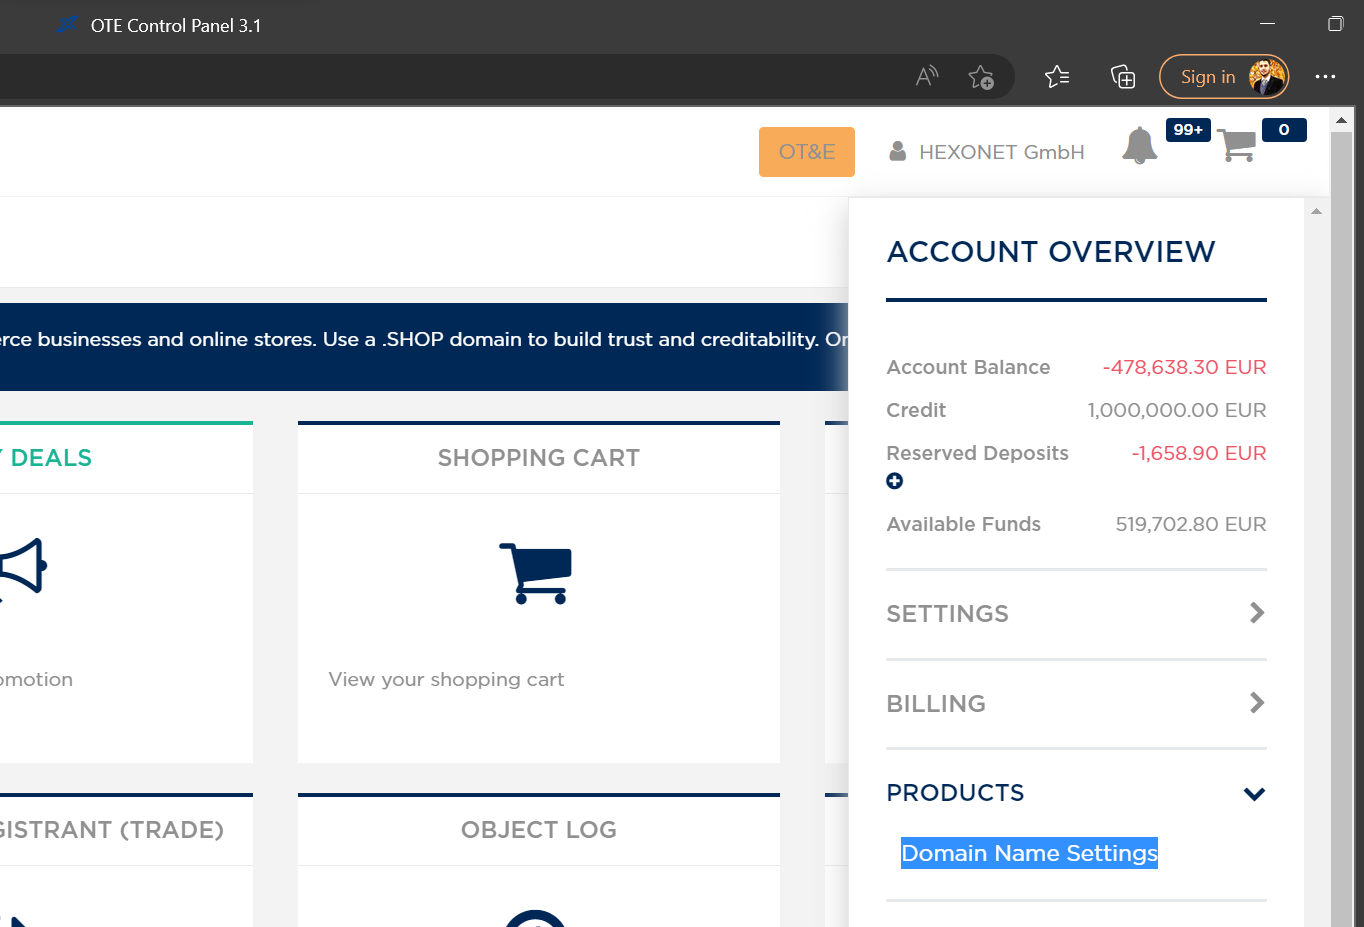 OTE Control Panel 3.1
Sign in
OT&E
HEXONET GmbH
99+
0
ACCOUNT OVERVIEW
rce businesses and online stores. Use a .SHOP domain to build trust and creditability. Or
Account Balance -478,638.30 EUR
Credit 1,000,000.00 EUR
Reserved Deposits -1,658.90 EUR
Available Funds 519,702.80 EUR
Y DEALS
SHOPPING CART
omotion
View your shopping cart
SETTINGS
BILLING
PRODUCTS
Domain Name Settings
GISTRANT (TRADE)
OBJECT LOG